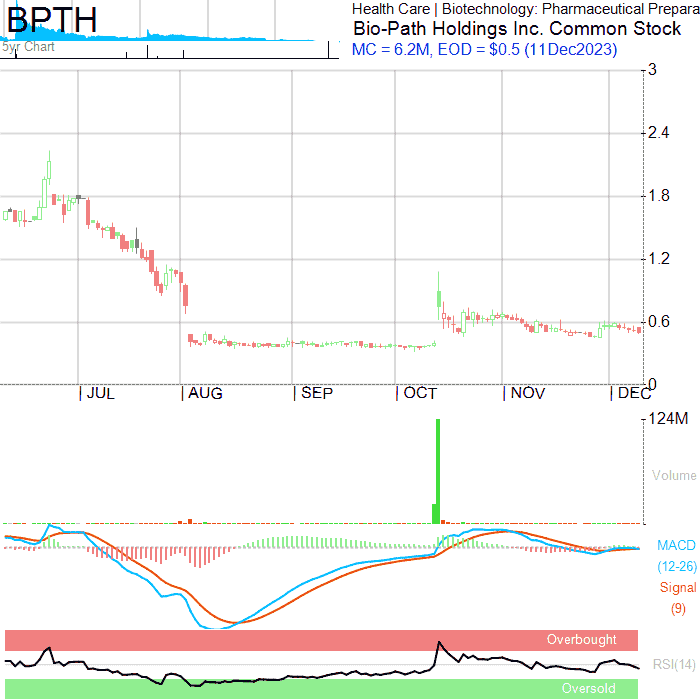 BPTH
5yr Chart
Health Care | Biotechnology: Pharmaceutical Prepara
Bio-Path Holdings Inc. Common Stock
MC = 6.2M, EOD = $0.5 (11Dec2023)
3
2.4
1.8
1.2
0.6
0
JUL AUG SEP OCT NOV DEC
124M
Volume
MACD
(12-26)
Signal
(9)
Overbought
RSI(14)
Oversold